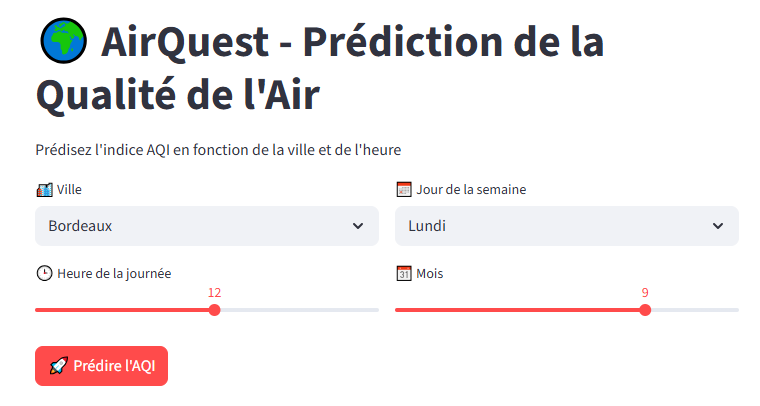 AirQuest - Prédiction de la
Qualité de l'Air
Prédisez l'indice AQI en fonction de la ville et de l'heure
Ville
Bordeaux
Jour de la semaine
Lundi
Heure de la journée
12
Mois
9
Prédire l'AQI